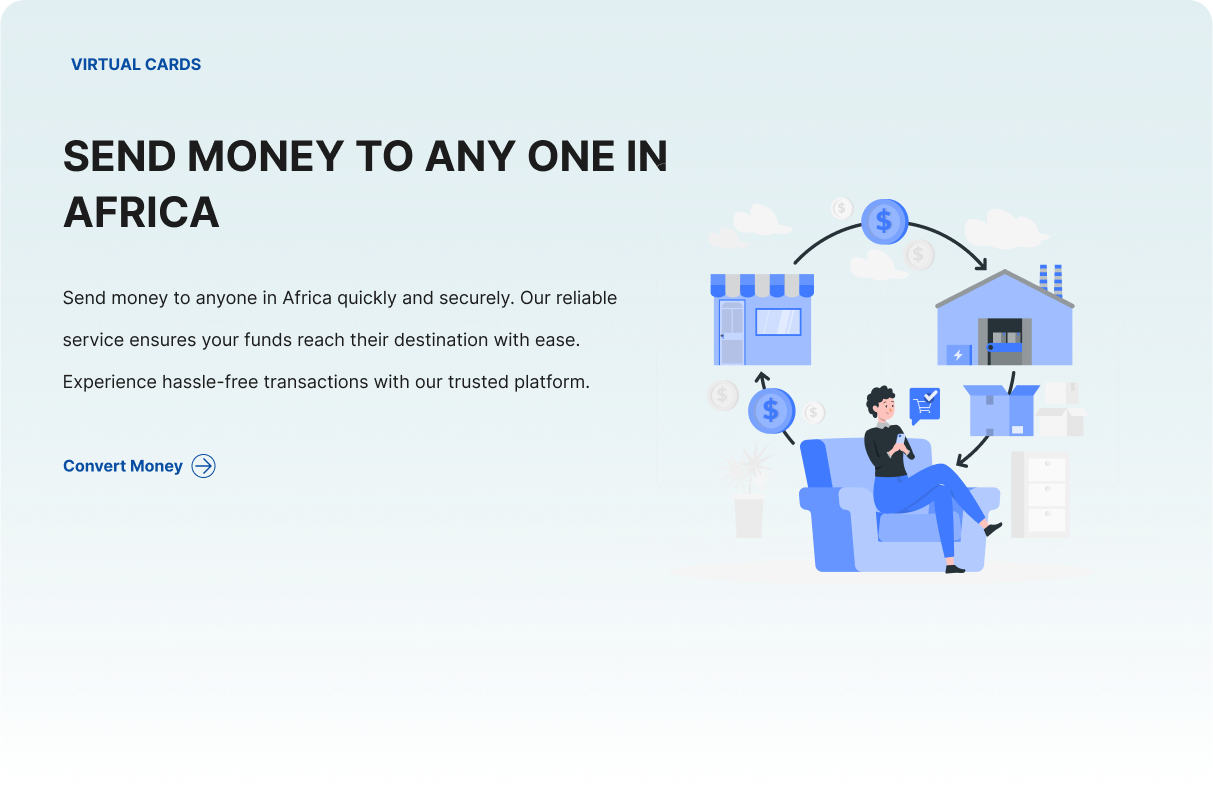 VIRTUAL CARDS
SEND MONEY TO ANY ONE IN
AFRICA
Send money to anyone in Africa quickly and securely. Our reliable
service ensures your funds reach their destination with ease.
Experience hassle-free transactions with our trusted platform.
Convert Money
$
$
$
$
$
$